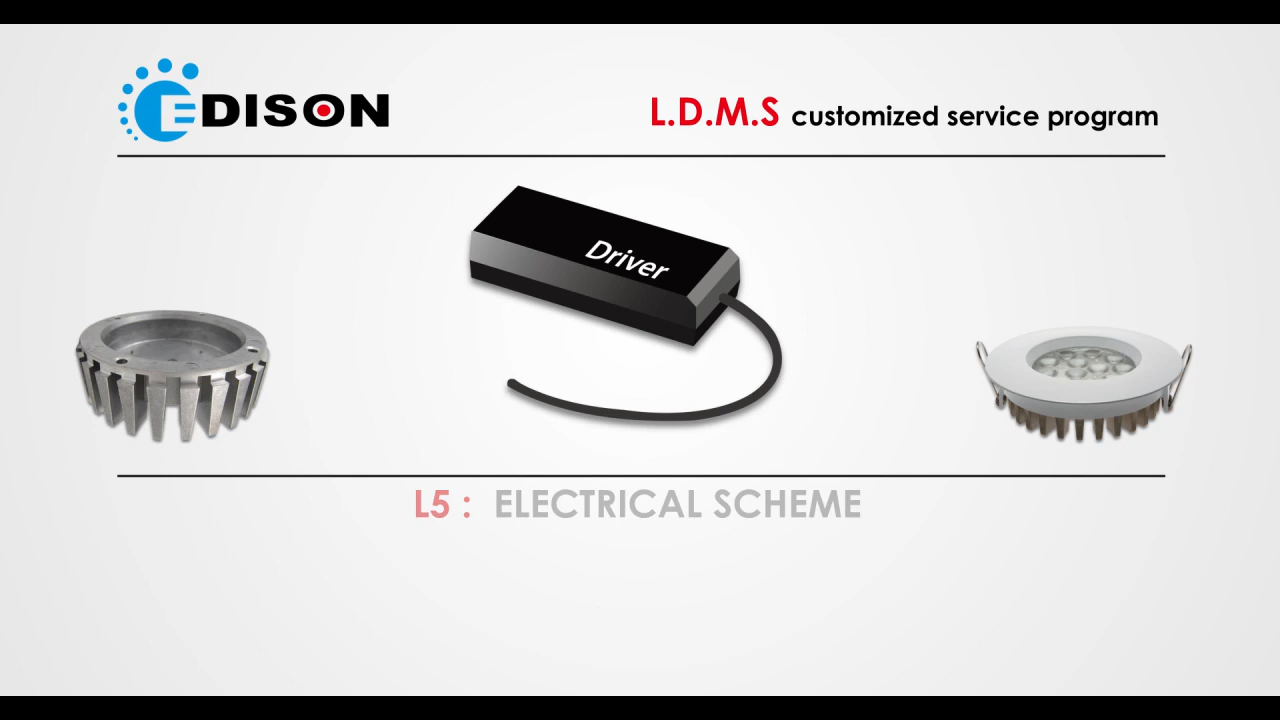 EDISON
L.D.M.S customized service program
Driver
L5 : ELECTRICAL SCHEME